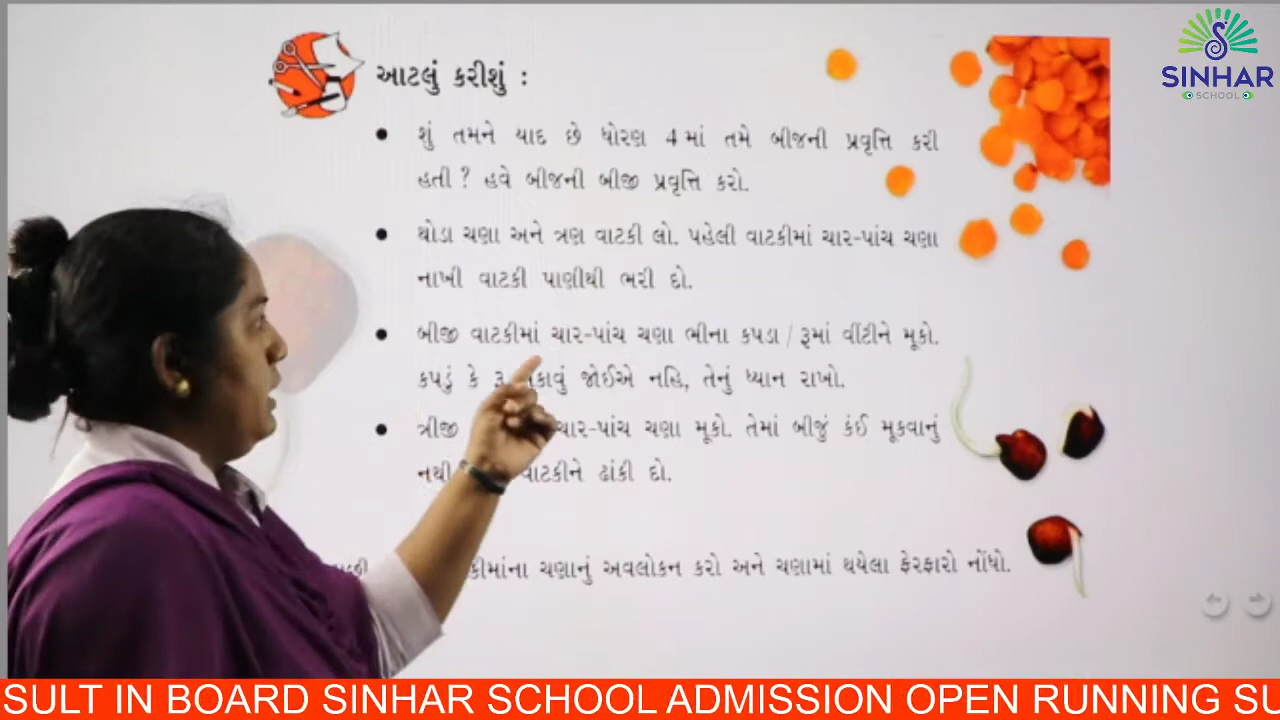 આટલું કરીશું :
SINHAR
SCHOOL
• શું તમને યાદ છે ધોરણ 4 માં તમે બીજની પ્રવૃત્તિ કરી
હતી ? હવે બીજની બીજી પ્રવૃત્તિ કરો.
• થોડા ચણા અને ત્રણ વાટકી લો. પહેલી વાટકીમાં ચાર-પાંચ ચણા
નાખી વાટકી પાણીથી ભરી દો.
• બીજી વાટકીમાં ચાર-પાંચ ચણા ભીના કપડા / રૂમાં વીંટીને મૂકો.
કપડું કે જોઈએ નહિ, તેનું ધ્યાન રાખો.
• ત્રીજી ચાર-પાંચ ચણા મૂકો. તેમાં બીજું કંઈ મૂકવાનું
નથી વાટકીને ઢાંકી દો.
ચણાનું અવલોકન કરો અને ચણામાં થયેલા ફેરફારો નોંધો.
SULT IN BOARD SINHAR SCHOOL ADMISSION OPEN RUNNING SU